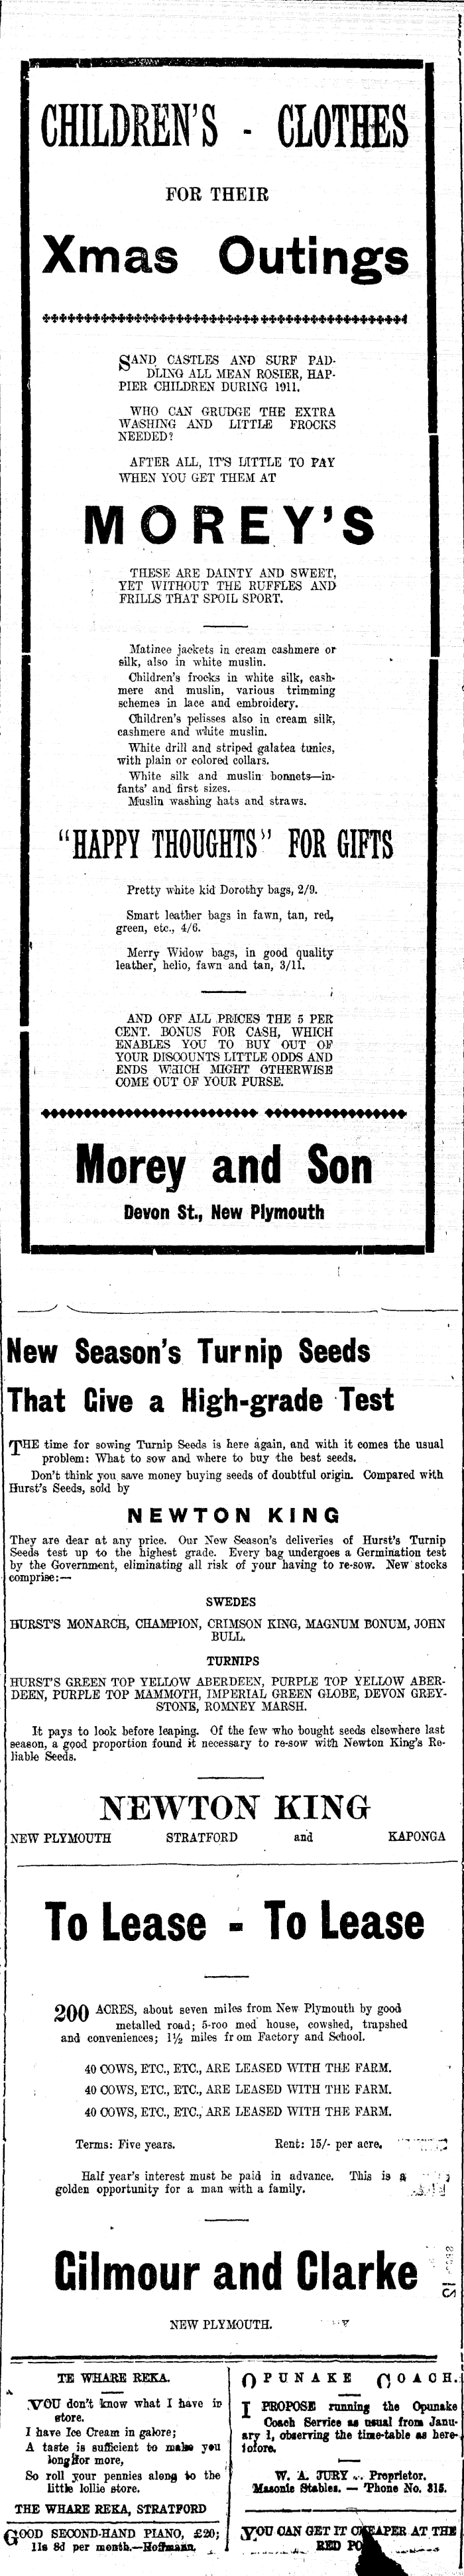 CHILDREN'S - CLOTHES
FOR THEIR
Xmas Outings
SAND CASTLES AND SURF PAD-
DLING ALL MEAN ROSIER, HAP-
PIER CHILDREN DURING 1911.
WHO CAN GRUDGE THE EXTRA
WASHING AND LITTLE FROCKS
NEEDED?
AFTER ALL, IT'S LITTLE TO PAY
WHEN YOU GET THEM AT
MOREY'S
THESE ARE DAINTY AND SWEET,
YET WITHOUT THE RUFFLES AND
FRILLS THAT SPOIL SPORT.
Matinee jackets in cream cashmere or
silk, also in white muslin.
Children's frocks in white silk, cash-
mere and muslin, various trimming
schemes in lace and embroidery.
Children's pelisses also in cream silk,
cashmere and white muslin.
White drill and striped galatea tunics,
with plain or colored collars.
White silk and muslin bonnets—in-
fants' and first sizes.
Muslin washing hats and straws.
"HAPPY THOUGHTS" FOR GIFTS
Pretty white kid Dorothy bags, 2/9.
Smart leather bags in fawn, tan, red,
green, etc., 4/6.
Merry Widow bags, in good quality
leather, helio, fawn and tan, 3/11.
AND OFF ALL PRICES THE 5 PER
CENT. BONUS FOR CASH, WHICH
ENABLES YOU TO BUY OUT OF
YOUR DISCOUNTS LITTLE ODDS AND
ENDS WHICH MIGHT OTHERWISE
COME OUT OF YOUR PURSE.
Morey and Son
Devon St., New Plymouth
New Season's Turnip Seeds
That Give a High-grade Test
THE time for sowing Turnip Seeds is here again, and with it comes the usual
problem: What to sow and where to buy the best seeds.
Don't think you save money buying seeds of doubtful origin. Compared with
Hurst's Seeds, sold by
NEWTON KING
They are dear at any price. Our New Season's deliveries of Hurst's Turnip
Seeds test up to the highest grade. Every bag undergoes a Germination test
by the Government, eliminating all risk of your having to re-sow. New stocks
comprise:—
SWEDES
HURST'S MONARCH, CHAMPION, CRIMSON KING, MAGNUM BONUM, JOHN
BULL.
TURNIPS
HURST'S GREEN TOP YELLOW ABERDEEN, PURPLE TOP YELLOW ABER-
DEEN, PURPLE TOP MAMMOTH, IMPERIAL GREEN GLOBE, DEVON GREY-
STONE, ROMNEY MARSH.
It pays to look before leaping. Of the few who bought seeds elsewhere last
season, a good proportion found it necessary to re-sow with Newton King's Re-
liable Seeds.
NEWTON KING
NEW PLYMOUTH STRATFORD and KAPONGA
To Lease - To Lease
200 ACRES, about seven miles from New Plymouth by good
metalled road; 5-roo med house, cowshed, trapshed
and conveniences; 1½ miles fr om Factory and School.
40 COWS, ETC., ETC., ARE LEASED WITH THE FARM.
40 COWS, ETC., ETC., ARE LEASED WITH THE FARM.
40 COWS, ETC., ETC., ARE LEASED WITH THE FARM.
Terms: Five years. Rent: 15/- per acre.
Half year's interest must be paid in advance. This is a
golden opportunity for a man with a family.
Gilmour and Clarke
NEW PLYMOUTH.
TE WHARE REKA.
YOU don't know what I have in
store.
I have Ice Cream in galore;
A taste is sufficient to make you
long for more,
So roll your pennies along to the
little lollie store.
THE WHARE REKA, STRATFORD
GOOD SECOND-HAND PIANO, £20;
11s 8d per month.—Hoffmann.
OPUNAKE COACH.
I PROPOSE running the Opunake
Coach Service as usual from Janu-
ary 1, observing the time-table as here-
tofore.
W. A. JURY .. Proprietor.
Masonic Stables. — 'Phone No. 315.
YOU CAN GET IT CHEAPER AT THE
RED